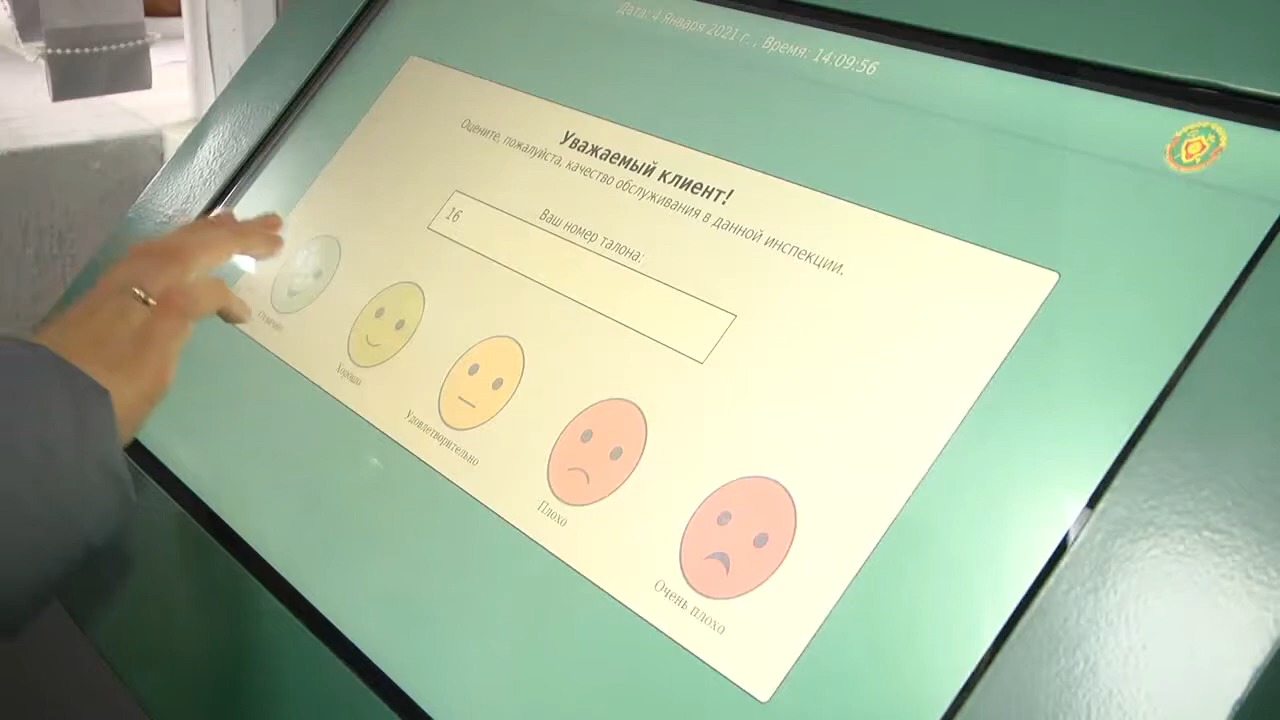 Дата: 4 Января 2021 г. , Время: 14:09:56
Уважаемый клиент!
Оцените, пожалуйста, качество обслуживания в данной инспекции.
Ваш номер талона:
16
Отлично
Хорошо
Удовлетворительно
Плохо
Очень плохо